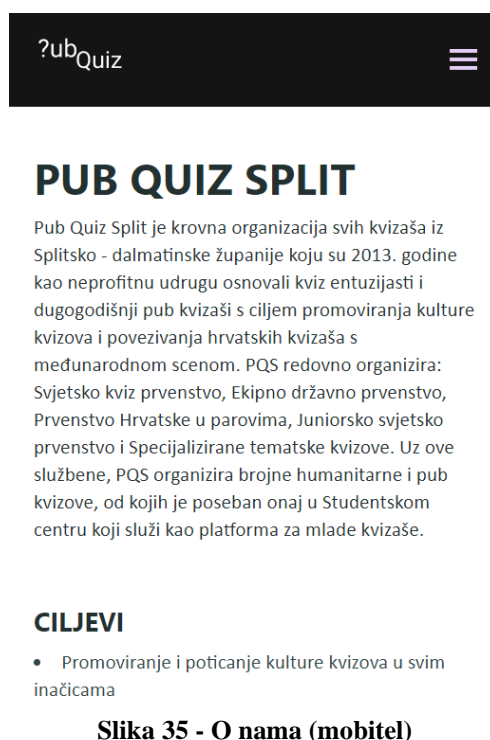 ?ubQuiz
PUB QUIZ SPLIT
Pub Quiz Split je krovna organizacija svih kvizaša iz
Splitsko - dalmatinske županije koju su 2013. godine
kao neprofitnu udrugu osnovali kviz entuzijasti i
dugogodišnji pub kvizaši s ciljem promoviranja kulture
kvizova i povezivanja hrvatskih kvizaša s
međunarodnom scenom. PQS redovno organizira:
Svjetsko kviz prvenstvo, Ekipno državno prvenstvo,
Prvenstvo Hrvatske u parovima, Juniorsko svjetsko
prvenstvo i Specijalizirane tematske kvizove. Uz ove
službene, PQS organizira brojne humanitarne i pub
kvizove, od kojih je poseban onaj u Studentskom
centru koji služi kao platforma za mlade kvizaše.
CILJEVI
• Promoviranje i poticanje kulture kvizova u svim
inačicama
Slika 35 - O nama (mobitel)